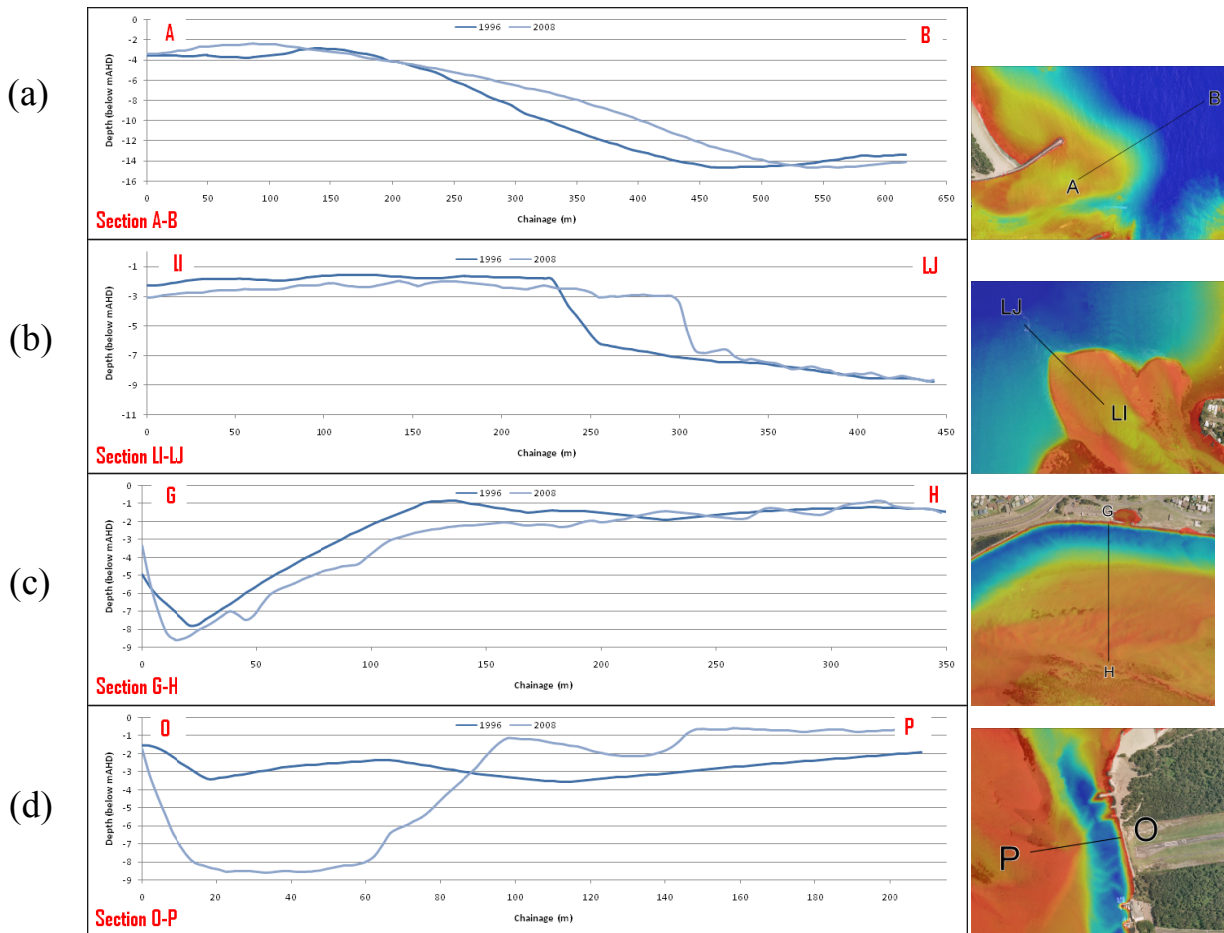 (a)
A
1996 2008
B
0
-2
-4
-6
-8
-10
-12
-14
-16
Depth (below mAHD)
0 50 100 150 200 250 300 350 400 450 500 550 600 650
Chainage (m)
Section A-B
B
A
(b)
LI
1996 2008
LJ
-1
-3
-5
-7
-9
-11
Depth (below mAHD)
0 50 100 150 200 250 300 350 400 450
Chainage (m)
Section LI-LJ
LJ
LI
(c)
G
1996 2008
H
0
-1
-2
-3
-4
-5
-6
-7
-8
-9
Depth (below mAHD)
0 50 100 150 200 250 300 350
Chainage (m)
Section G-H
G
H
(d)
O
1996 2008
P
0
-1
-2
-3
-4
-5
-6
-7
-8
-9
Depth (below mAHD)
0 20 40 60 80 100 120 140 160 180 200
Chainage (m)
Section O-P
O
P